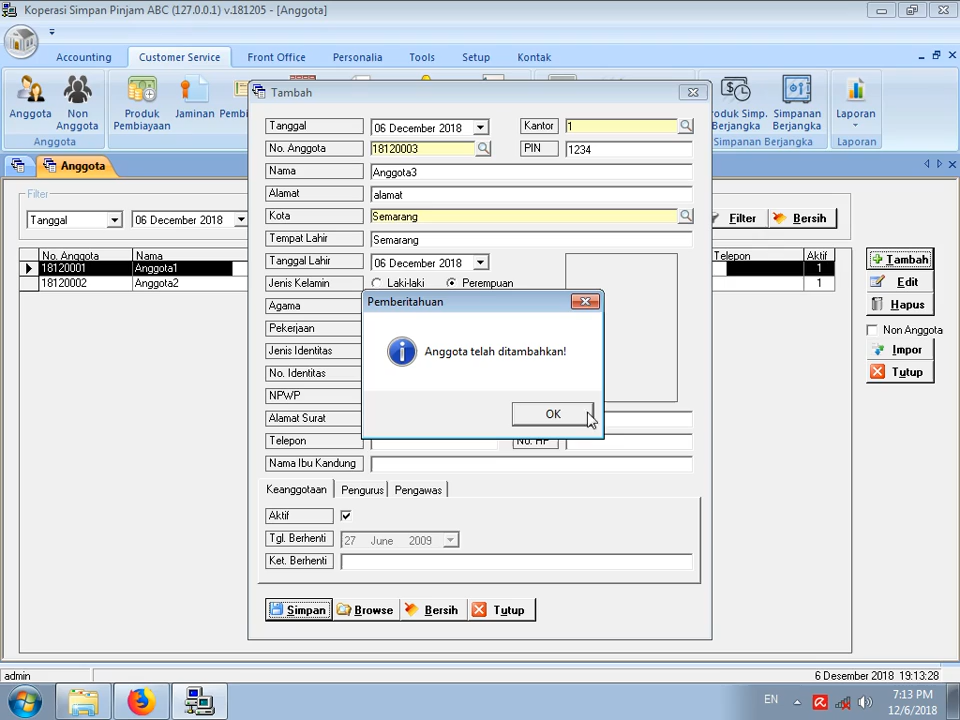 Koperasi Simpan Pinjam ABC (127.0.0.1) v.181205 - [Anggota]
Accounting Customer Service Front Office Personalia Tools Setup Kontak
Anggota
Non Anggota
Produk Pembiayaan
Jaminan
Pembi
oduk Simp. Berjangka
Simpanan Berjangka
Laporan
Anggota
Simpanan Berjangka
Laporan
Anggota
Filter
Tanggal
06 December 2018
Filter
Bersih
No. Anggota Nama Telepon Aktif
18120001 Anggota1 1
18120002 Anggota2 1
Tambah
Edit
Hapus
Non Anggota
Impor
Tutup
Tambah
Tanggal 06 December 2018 Kantor 1
No. Anggota 18120003 PIN 1234
Nama Anggota3
Alamat alamat
Kota Semarang
Tempat Lahir Semarang
Tanggal Lahir 06 December 2018
Jenis Kelamin Laki-laki Perempuan
Agama
Pekerjaan
Jenis Identitas
No. Identitas
NPWP
Alamat Surat
Telepon No. HP
Nama Ibu Kandung
Pemberitahuan
Anggota telah ditambahkan!
OK
Keanggotaan Pengurus Pengawas
Aktif
Tgl. Berhenti 27 June 2009
Ket. Berhenti
Simpan Browse Bersih Tutup
admin 6 December 2018 19:13:28
EN
7:13 PM
12/6/2018